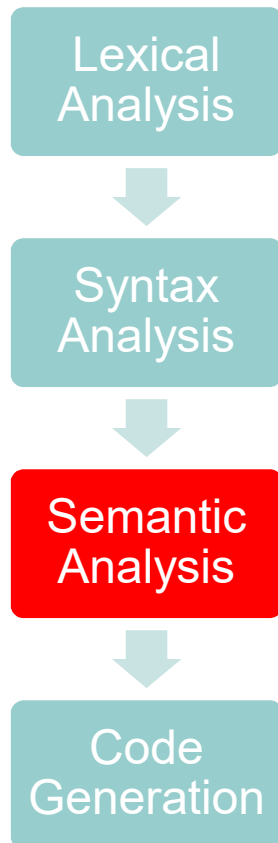 Lexical
Analysis
Syntax
Analysis
Semantic
Analysis
Code
Generation